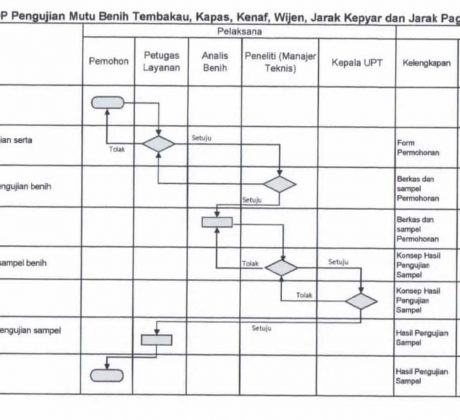 P Pengujian Mutu Benih Tembakau, Kapas, Kenaf, Wijen, Jarak Kepyar dan Jarak Pag
Pelaksana
Pemohon
Petugas
Layanan
Analis
Benih
Peneliti (Manajer
Teknis)
Kepala UPT
Kelengkapan
ian serta
Tolak
Setuju
Form
Permohonan
engujian benih
Setuju
Berkas dan
sampel
Permohonan
Berkas dan
sampel
Permohonan
sampel benih
Tolak
Setuju
Konsep Hasil
Pengujian
Sampel
Tolak
Konsep Hasil
Pengujian
Sampel
engujian sampel
Setuju
Hasil Pergujian
Sampel
Hasil Pergujian
Sampel